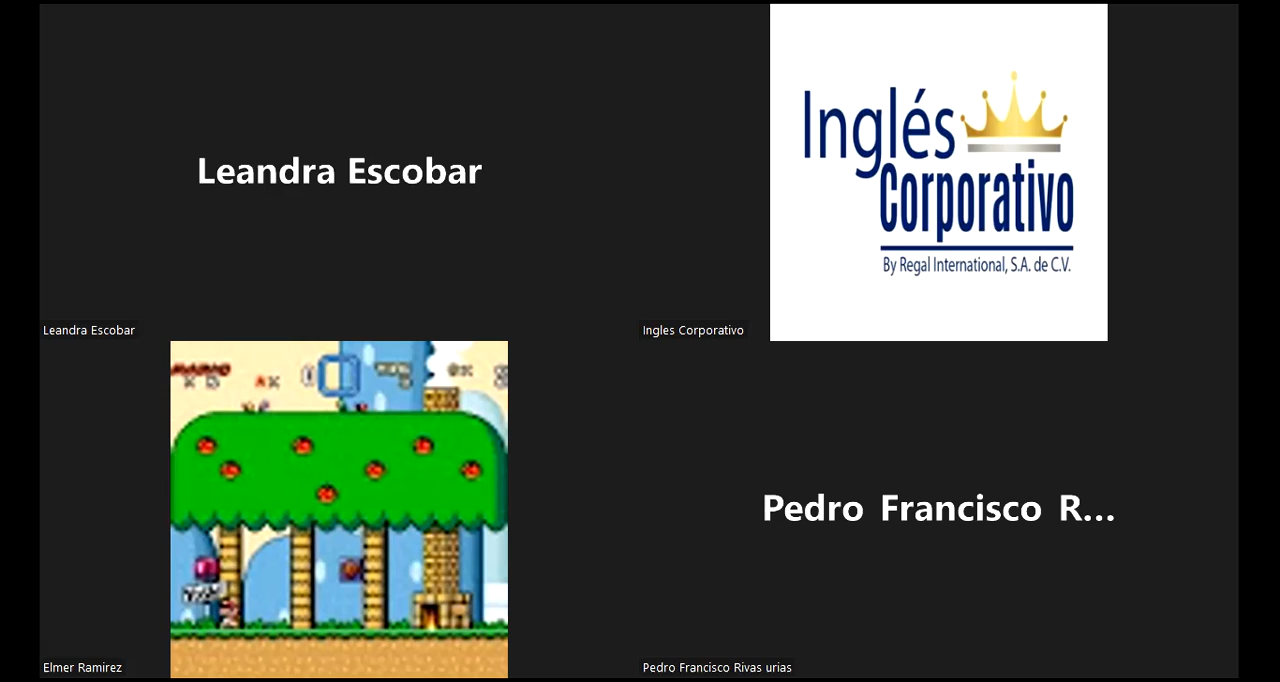 Leandra Escobar
Inglés
Corporativo
By Regal International, S.A. de C.V.
Leandra Escobar
Ingles Corporativo
MARIO
Pedro Francisco R...
Elmer Ramirez
Pedro Francisco Rivas urias